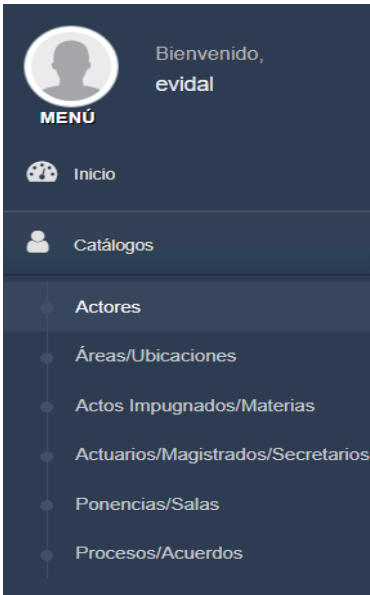 Bienvenido,
evidal
MENÚ
Inicio
Catálogos
Actores
Áreas/Ubicaciones
Actos Impugnados/Materias
Actuarios/Magistrados/Secretarios
Ponencias/Salas
Procesos/Acuerdos